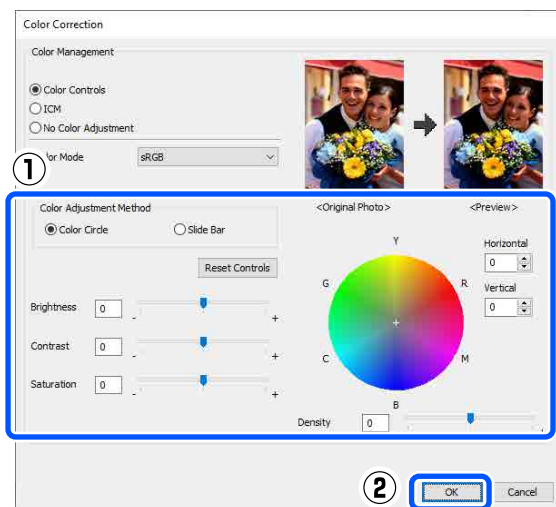 Color Correction
Color Management
Color Controls
ICM
No Color Adjustment
①
lor Mode
sRGB
Color Adjustment Method
Color Circle
Slide Bar
<Original Photo>
<Preview>
Reset Controls
Y
G
R
C
M
B
Horizontal
0
Vertical
0
Brightness
0
-
+
Contrast
0
-
+
Saturation
0
-
+
Density
0
②
OK
Cancel